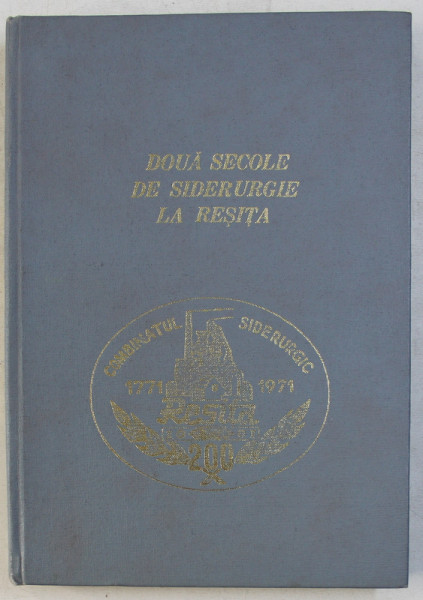 DOUĂ SECOLE
DE SIDERURGIE
LA REȘIȚA
COMBINATUL SIDERURGIC
1771 1971
REȘIȚA
200